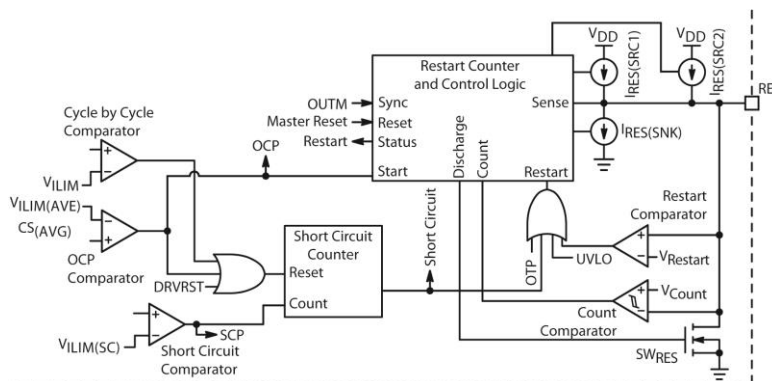 VDD
VDD
IRES(SRC1)
IRES(SRC2)
Restart Counter
and Control Logic
RE
OUTM
Sync
Sense
Cycle by Cycle
Comparator
Master Reset
Reset
IRES(SNK)
Restart
Status
OCP
Discharge
Count
Restart
Start
VILIM
VILIM(AVE)
CS(AVG)
OCP
Comparator
Short Circuit
Counter
Short Circuit
Restart
Comparator
Reset
DRVRST
OTP
UVLO
VRestart
Count
VCount
VILIM(SC)
SCP
Short Circuit
Comparator
Count
Comparator
SWRES